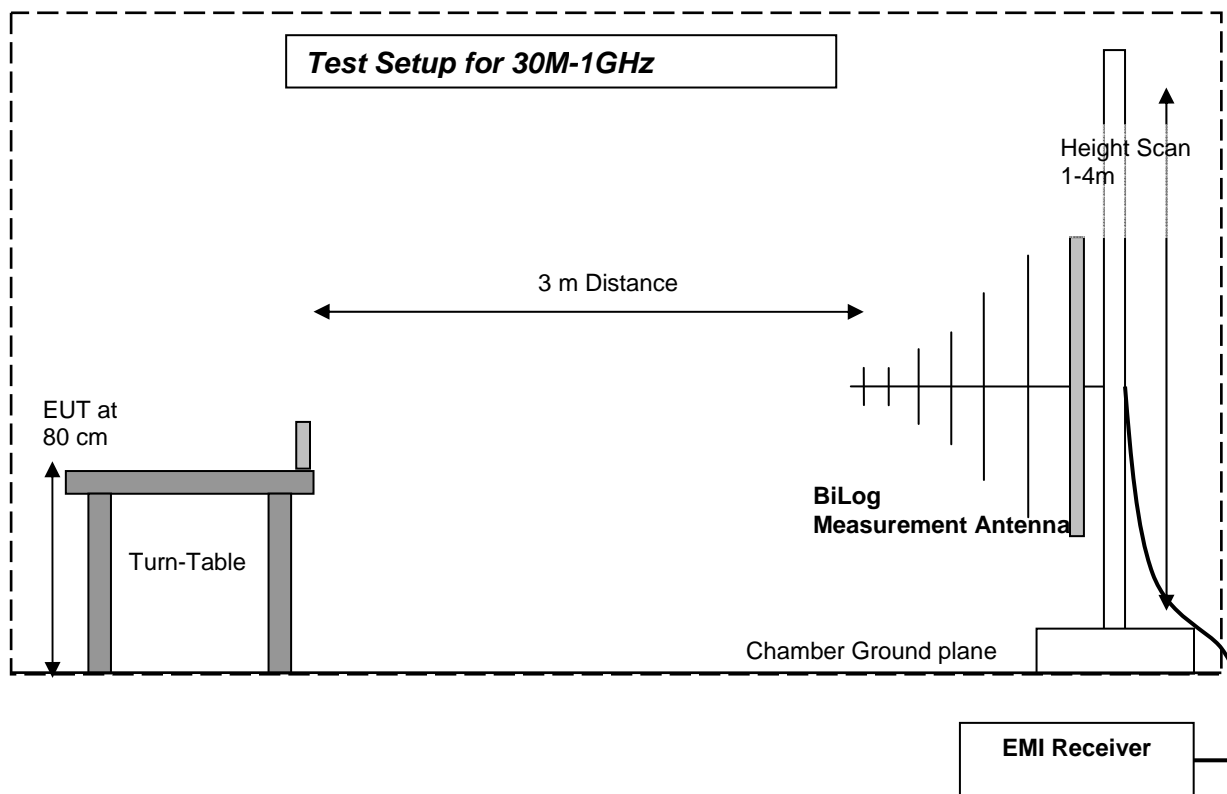 Test Setup for 30M-1GHz
Height Scan
1-4m
3 m Distance
EUT at
80 cm
BiLog
Measurement Antenna
Turn-Table
Chamber Ground plane
EMI Receiver